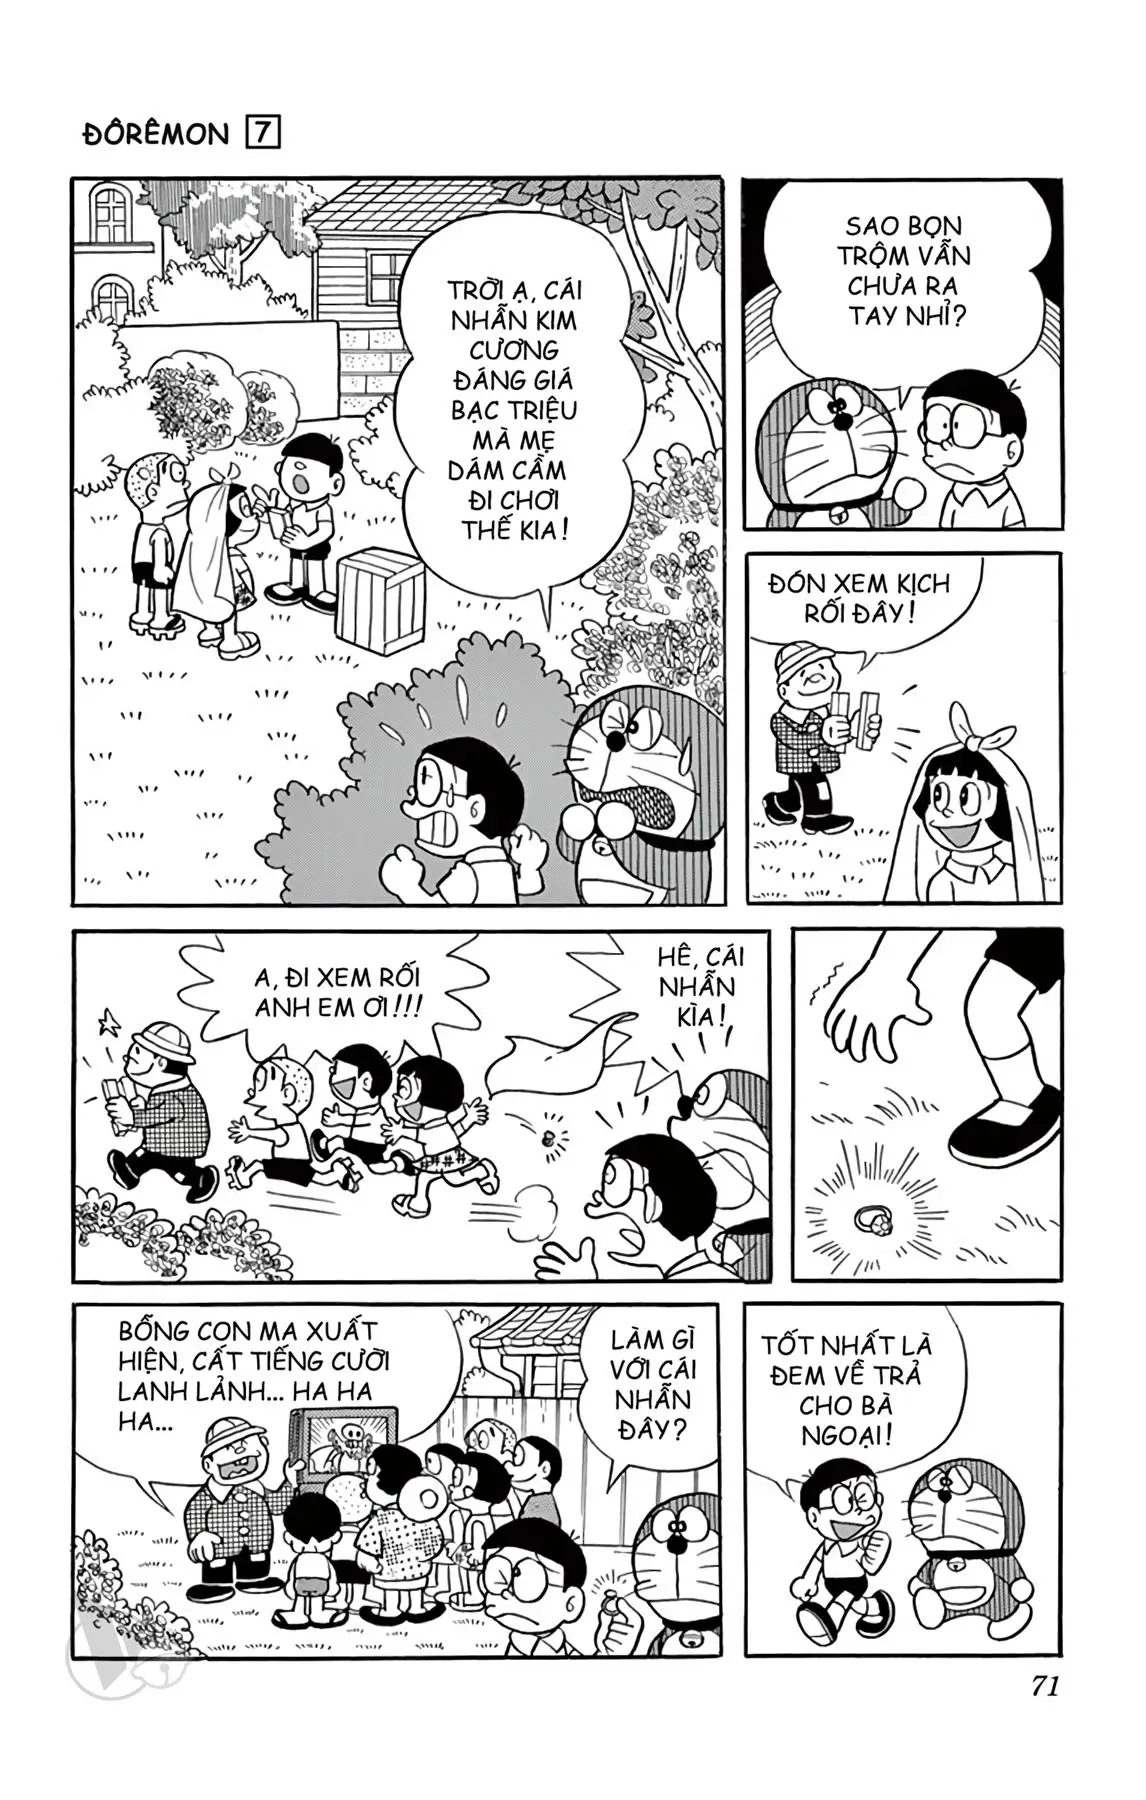 ĐÔRÊMON 7
TRỜI Ạ, CÁI
NHẪN KIM
CƯƠNG
ĐÁNG GIÁ
BẠC TRIỆU
MÀ MẸ
DÁM CẦM
ĐI CHƠI
THẾ KIA!
SAO BỌN
TRỘM VẪN
CHƯA RA
TAY NHỈ?
ĐÓN XEM KỊCH
RỐI ĐÂY!
A, ĐI XEM RỐI
ANH EM ƠI!!!
HÊ, CÁI
NHẪN
KÌA!
BỖNG CON MA XUẤT
HIỆN, CẤT TIẾNG CƯỜI
LANH LẢNH... HA HA
HA...
LÀM GÌ
VỚI CÁI
NHẪN
ĐÂY?
TỐT NHẤT LÀ
ĐEM VỀ TRẢ
CHO BÀ
NGOẠI!
71